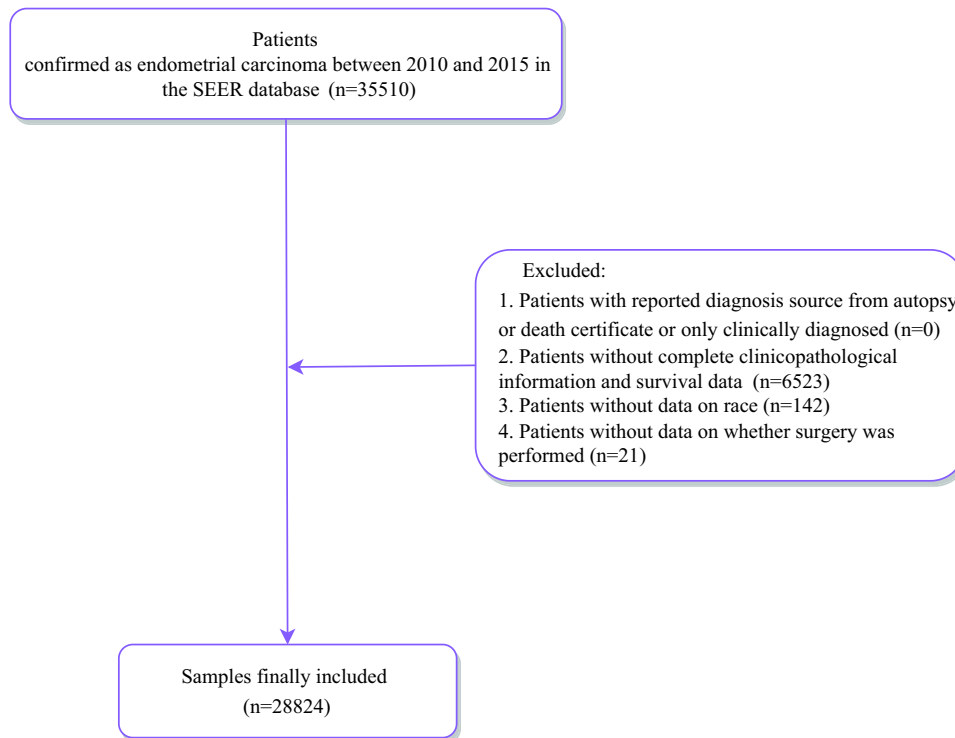 Patients
confirmed as endometrial carcinoma between 2010 and 2015 in
the SEER database (n=35510)
Excluded:
1. Patients with reported diagnosis source from autopsy
or death certificate or only clinically diagnosed (n=0)
2. Patients without complete clinicopathological
information and survival data (n=6523)
3. Patients without data on race (n=142)
4. Patients without data on whether surgery was
performed (n=21)
Samples finally included
(n=28824)